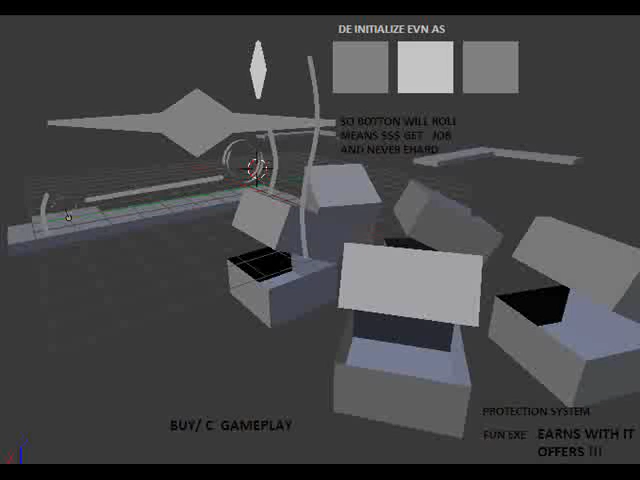 DE INITIALIZE EVN AS
SO BOTTON WILL ROLL
MEANS $$$ GET JOB
AND NEVER EHARD
BUY/ C GAMEPLAY
PROTECTION SYSTEM
FUN EXE EARNS WITH IT
OFFERS !!!